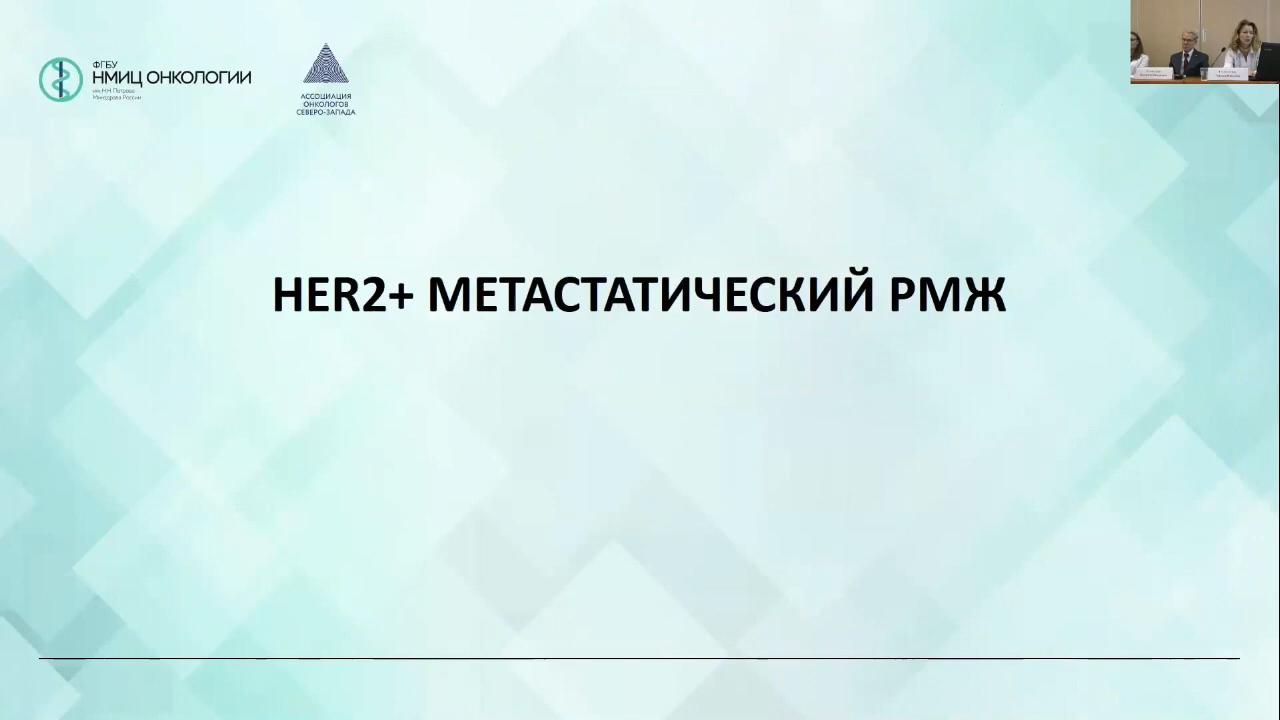 ФГБУ
НМИЦ ОНКОЛОГИИ
им. Н.Н. Петрова
Минздрава России
АССОЦИАЦИЯ
ОНКОЛОГОВ
СЕВЕРО-ЗАПАДА
HER2+ МЕТАСТАТИЧЕСКИЙ РМЖ